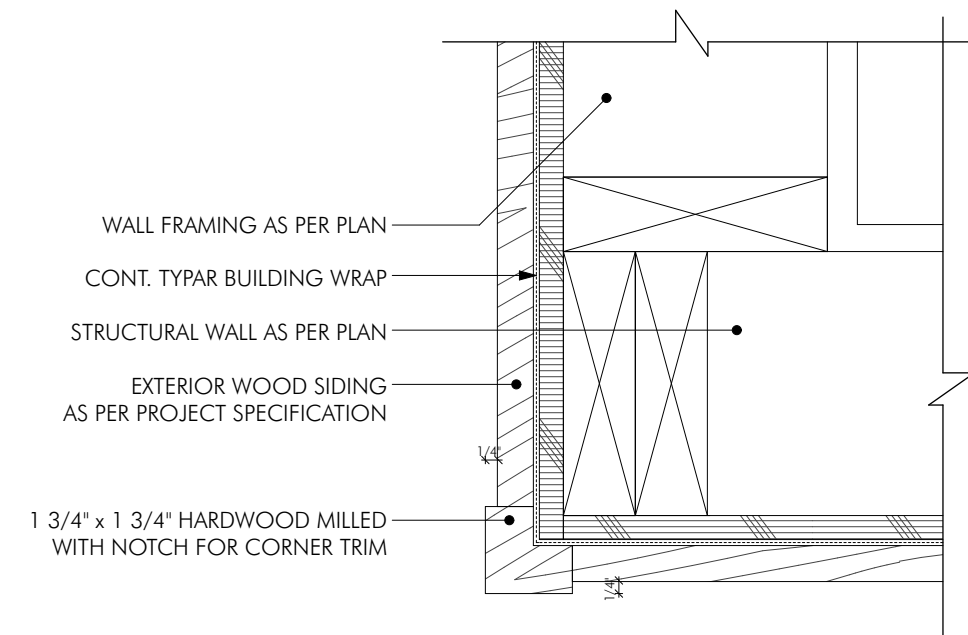 WALL FRAMING AS PER PLAN
CONT. TYPAR BUILDING WRAP
STRUCTURAL WALL AS PER PLAN
EXTERIOR WOOD SIDING
AS PER PROJECT SPECIFICATION
1/4"
1 3/4" x 1 3/4" HARDWOOD MILLED
WITH NOTCH FOR CORNER TRIM
1/4"